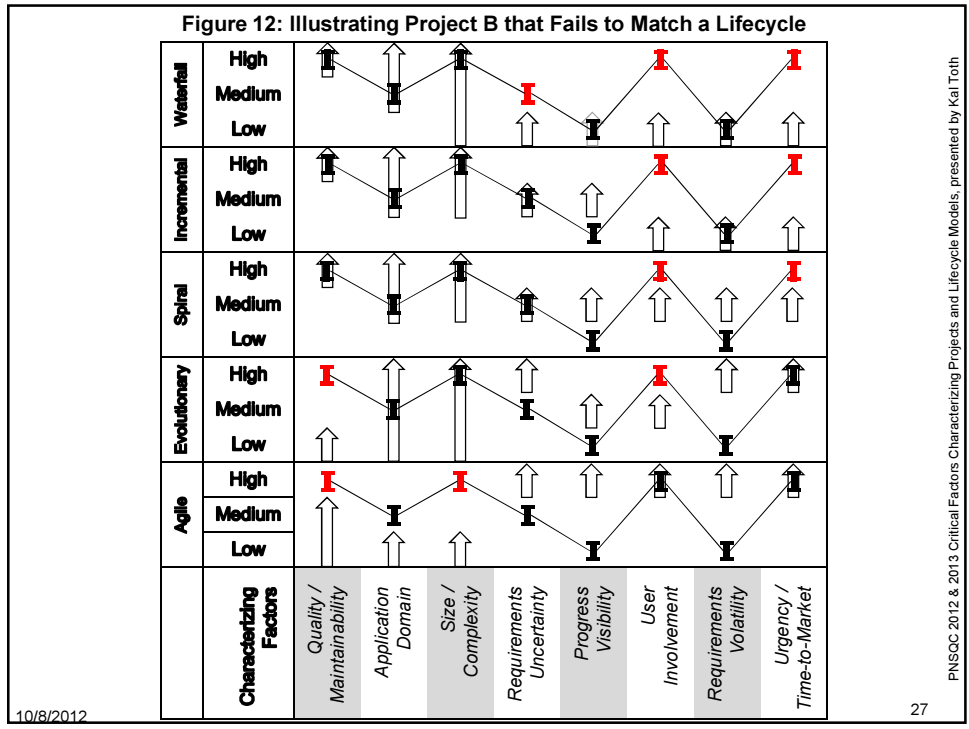 Figure 12: Illustrating Project B that Fails to Match a Lifecycle
Waterfall
High
Medium
Low
Incremental
High
Medium
Low
Spiral
High
Medium
Low
Evolutionary
High
Medium
Low
Agile
High
Medium
Low
Characterizing
Factors
Quality /
Maintainability
Application
Domain
Size /
Complexity
Requirements
Uncertainty
Progress
Visibility
User
Involvement
Requirements
Volatility
Urgency /
Time-to-Market
PNSQC 2012 & 2013 Critical Factors Characterizing Projects and Lifecycle Models, presented by Kal Toth
10/8/2012
27